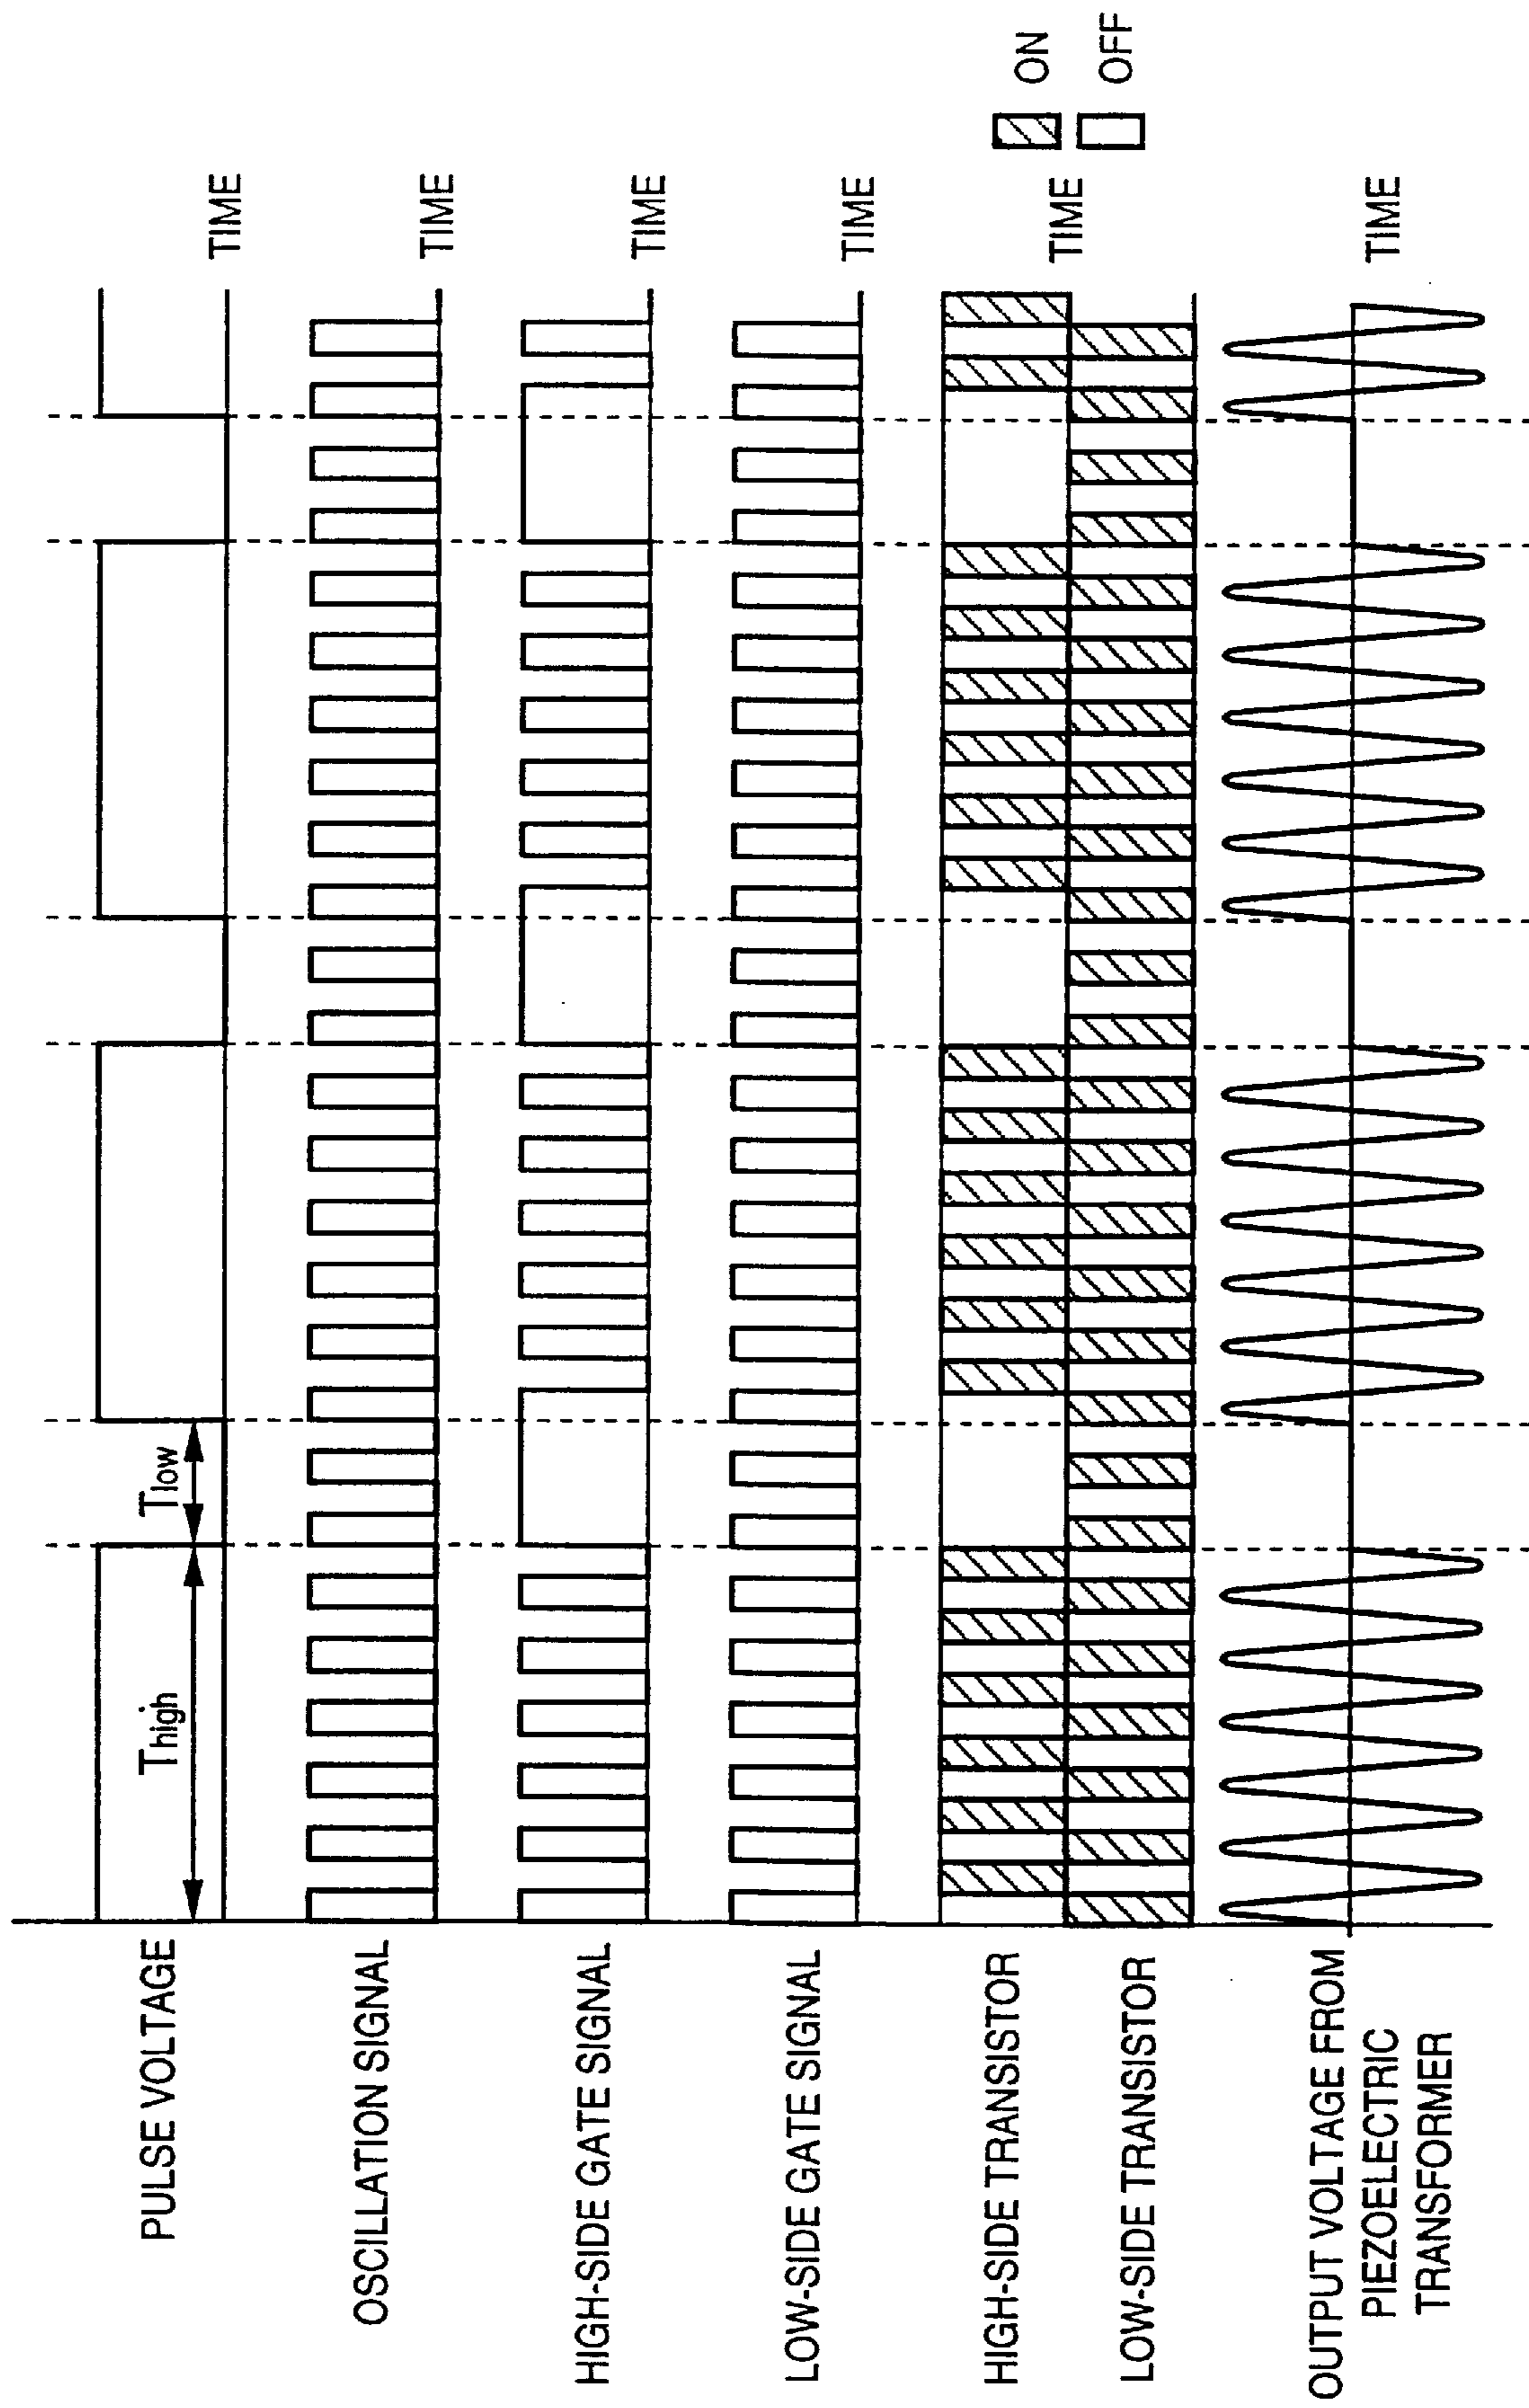 PULSE VOLTAGE
Thigh
Tlow
TIME
OSCILLATION SIGNAL
TIME
HIGH-SIDE GATE SIGNAL
TIME
LOW-SIDE GATE SIGNAL
TIME
HIGH-SIDE TRANSISTOR
TIME
LOW-SIDE TRANSISTOR
ON
OFF
OUTPUT VOLTAGE FROM
PIEZOELECTRIC
TRANSFORMER
TIME